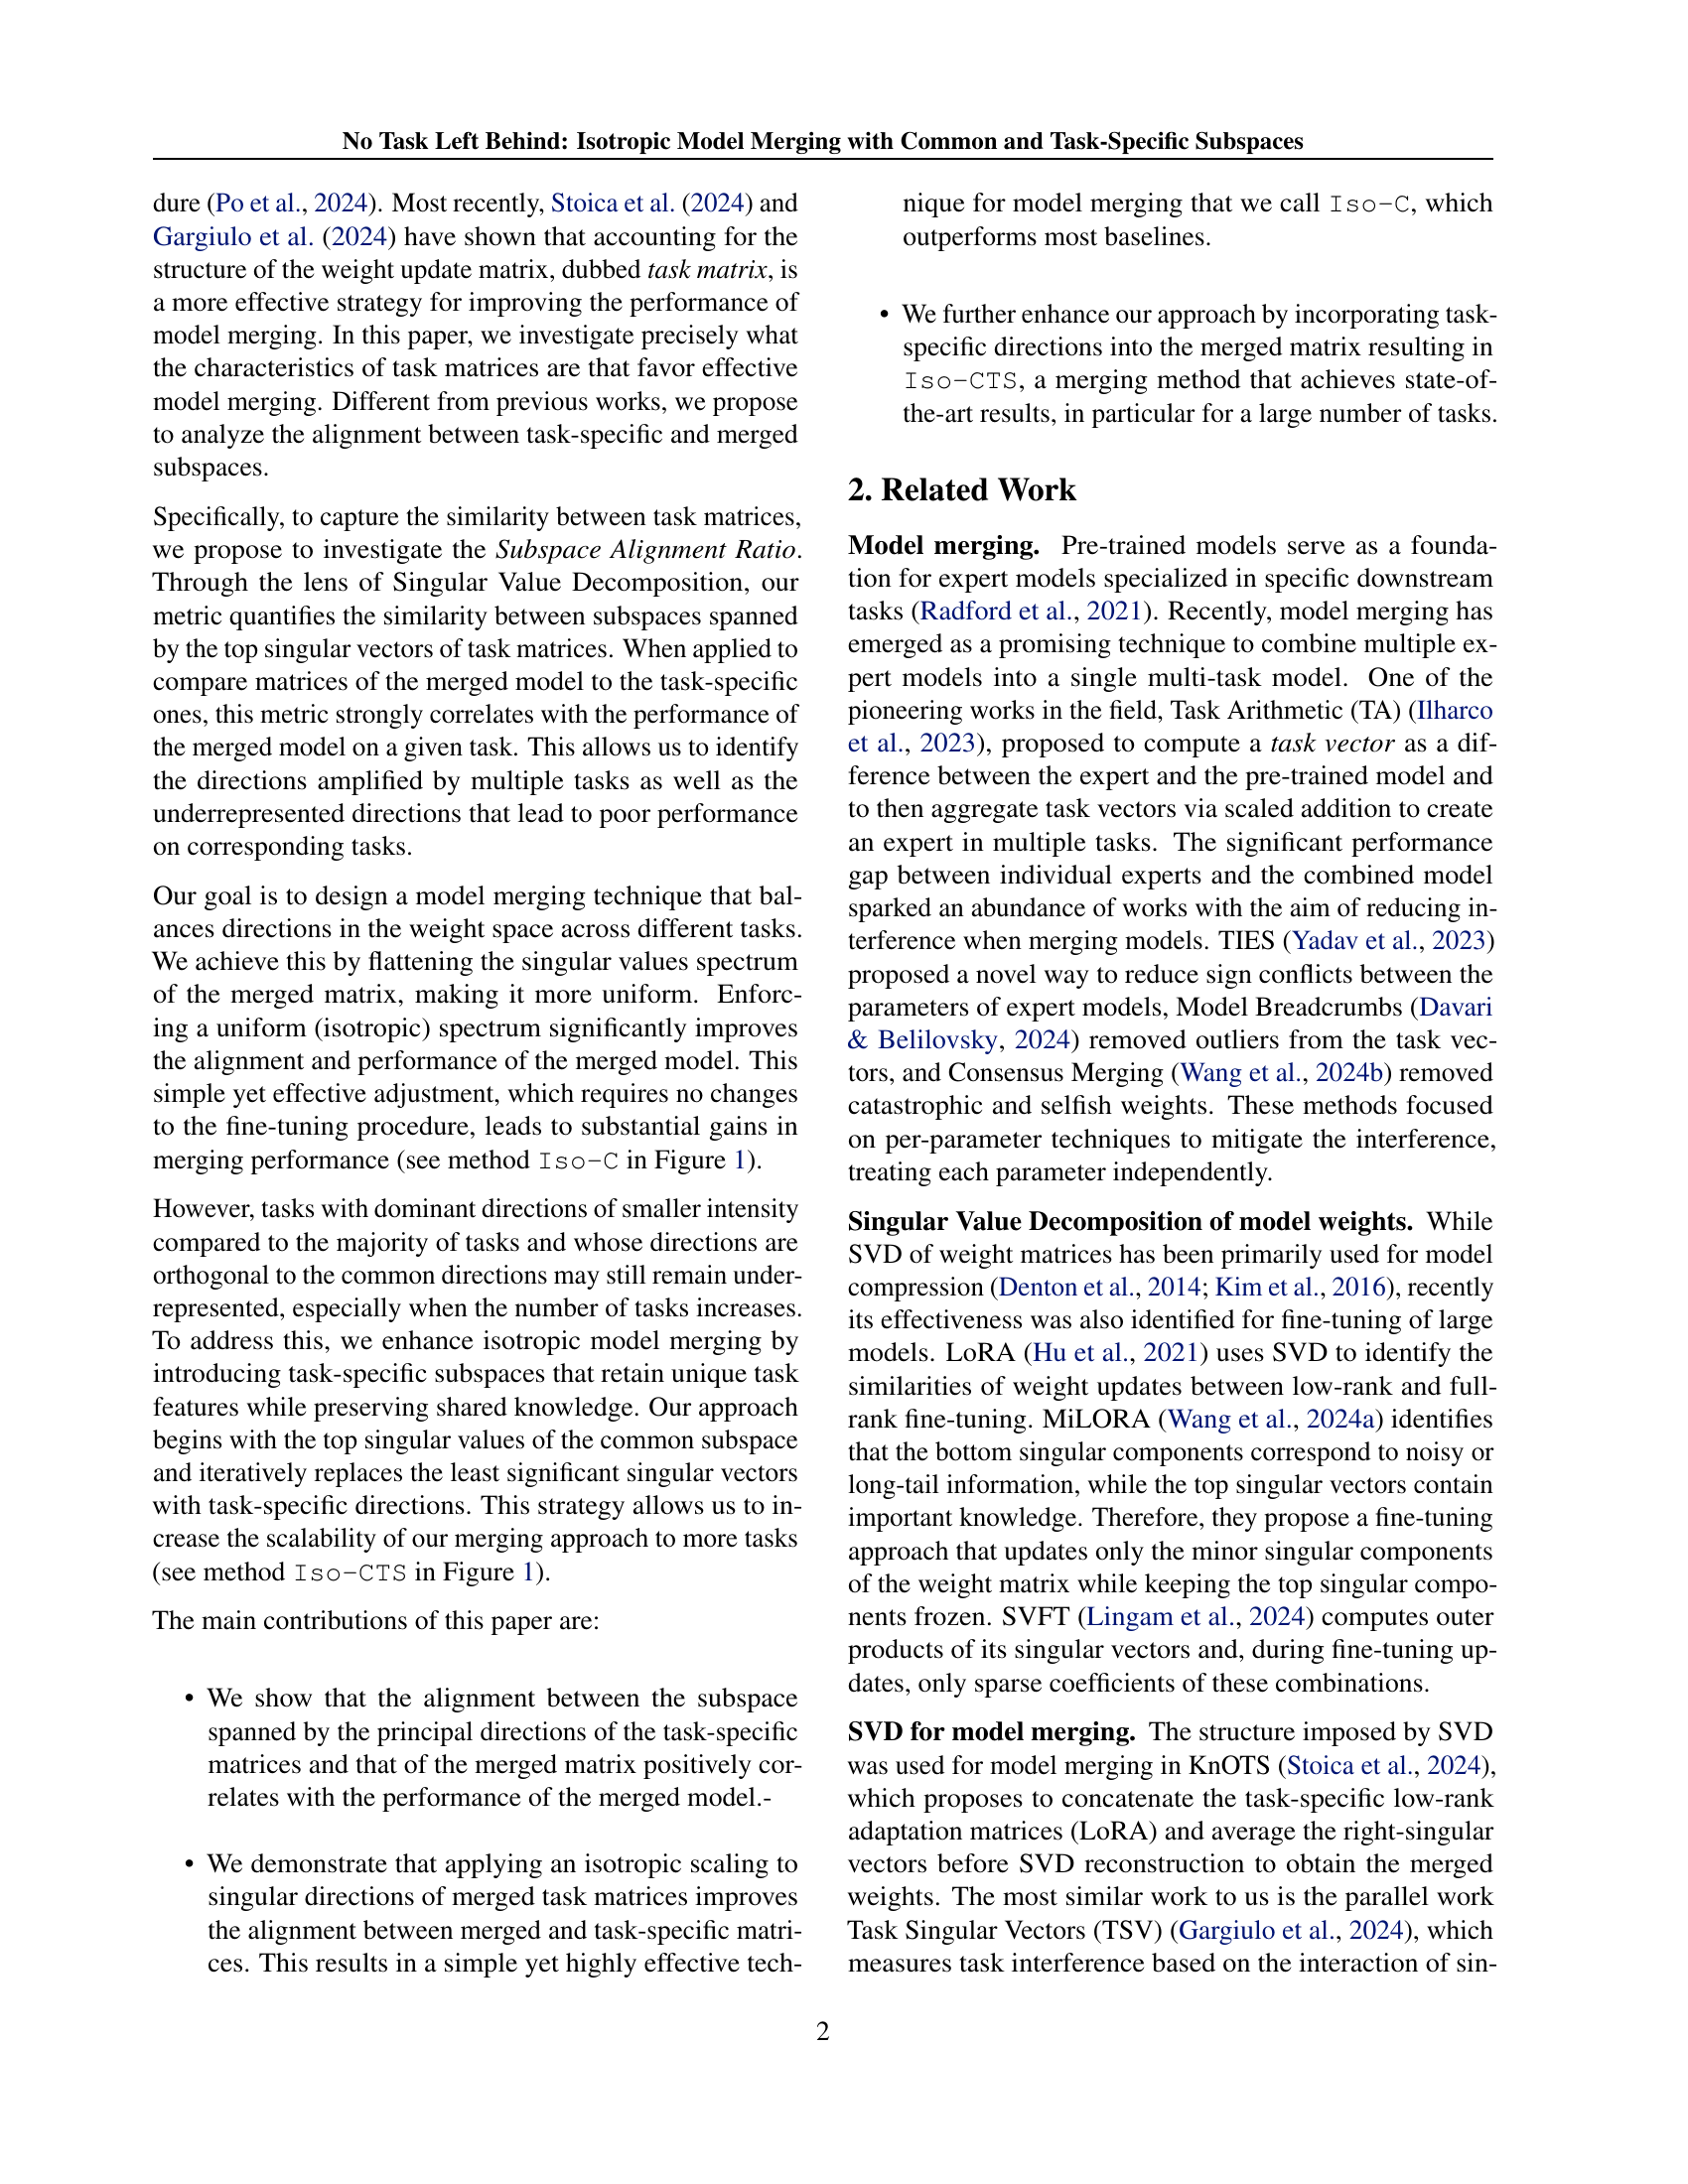 No Task Left Behind: Isotropic Model Merging with Common and Task-Specific Subspaces
dure (Po et al., 2024). Most recently, Stoica et al. (2024) and
Gargiulo et al. (2024) have shown that accounting for the
structure of the weight update matrix, dubbed task matrix, is
a more effective strategy for improving the performance of
model merging. In this paper, we investigate precisely what
the characteristics of task matrices are that favor effective
model merging. Different from previous works, we propose
to analyze the alignment between task-specific and merged
subspaces.
Specifically, to capture the similarity between task matrices,
we propose to investigate the Subspace Alignment Ratio.
Through the lens of Singular Value Decomposition, our
metric quantifies the similarity between subspaces spanned
by the top singular vectors of task matrices. When applied to
compare matrices of the merged model to the task-specific
ones, this metric strongly correlates with the performance of
the merged model on a given task. This allows us to identify
the directions amplified by multiple tasks as well as the
underrepresented directions that lead to poor performance
on corresponding tasks.
Our goal is to design a model merging technique that bal-
ances directions in the weight space across different tasks.
We achieve this by flattening the singular values spectrum
of the merged matrix, making it more uniform. Enforc-
ing a uniform (isotropic) spectrum significantly improves
the alignment and performance of the merged model. This
simple yet effective adjustment, which requires no changes
to the fine-tuning procedure, leads to substantial gains in
merging performance (see method Iso-C in Figure 1).
However, tasks with dominant directions of smaller intensity
compared to the majority of tasks and whose directions are
orthogonal to the common directions may still remain under-
represented, especially when the number of tasks increases.
To address this, we enhance isotropic model merging by
introducing task-specific subspaces that retain unique task
features while preserving shared knowledge. Our approach
begins with the top singular values of the common subspace
and iteratively replaces the least significant singular vectors
with task-specific directions. This strategy allows us to in-
crease the scalability of our merging approach to more tasks
(see method Iso-CTS in Figure 1).
The main contributions of this paper are:
• We show that the alignment between the subspace
spanned by the principal directions of the task-specific
matrices and that of the merged matrix positively cor-
relates with the performance of the merged model.-
• We demonstrate that applying an isotropic scaling to
singular directions of merged task matrices improves
the alignment between merged and task-specific matri-
ces. This results in a simple yet highly effective tech-
nique for model merging that we call Iso-C, which
outperforms most baselines.
• We further enhance our approach by incorporating task-
specific directions into the merged matrix resulting in
Iso-CTS, a merging method that achieves state-of-
the-art results, in particular for a large number of tasks.
2. Related Work
Model merging. Pre-trained models serve as a founda-
tion for expert models specialized in specific downstream
tasks (Radford et al., 2021). Recently, model merging has
emerged as a promising technique to combine multiple ex-
pert models into a single multi-task model. One of the
pioneering works in the field, Task Arithmetic (TA) (Ilharco
et al., 2023), proposed to compute a task vector as a dif-
ference between the expert and the pre-trained model and
to then aggregate task vectors via scaled addition to create
an expert in multiple tasks. The significant performance
gap between individual experts and the combined model
sparked an abundance of works with the aim of reducing in-
terference when merging models. TIES (Yadav et al., 2023)
proposed a novel way to reduce sign conflicts between the
parameters of expert models, Model Breadcrumbs (Davari
& Belilovsky, 2024) removed outliers from the task vec-
tors, and Consensus Merging (Wang et al., 2024b) removed
catastrophic and selfish weights. These methods focused
on per-parameter techniques to mitigate the interference,
treating each parameter independently.
Singular Value Decomposition of model weights. While
SVD of weight matrices has been primarily used for model
compression (Denton et al., 2014; Kim et al., 2016), recently
its effectiveness was also identified for fine-tuning of large
models. LoRA (Hu et al., 2021) uses SVD to identify the
similarities of weight updates between low-rank and full-
rank fine-tuning. MiLORA (Wang et al., 2024a) identifies
that the bottom singular components correspond to noisy or
long-tail information, while the top singular vectors contain
important knowledge. Therefore, they propose a fine-tuning
approach that updates only the minor singular components
of the weight matrix while keeping the top singular compo-
nents frozen. SVFT (Lingam et al., 2024) computes outer
products of its singular vectors and, during fine-tuning up-
dates, only sparse coefficients of these combinations.
SVD for model merging. The structure imposed by SVD
was used for model merging in KnOTS (Stoica et al., 2024),
which proposes to concatenate the task-specific low-rank
adaptation matrices (LoRA) and average the right-singular
vectors before SVD reconstruction to obtain the merged
weights. The most similar work to us is the parallel work
Task Singular Vectors (TSV) (Gargiulo et al., 2024), which
measures task interference based on the interaction of sin-
2